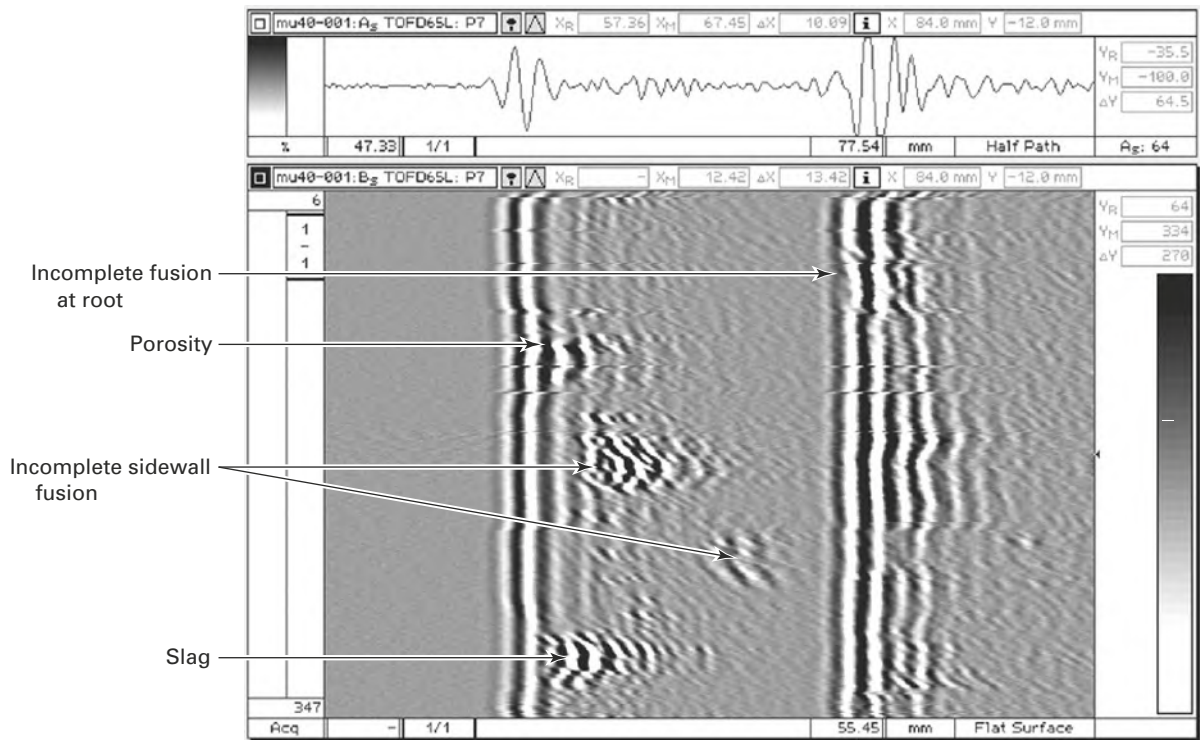 mu40-001:As TOFD65L: P7 XR 57.36 XM 67.45 ΔX 10.09 i X 84.0 mm Y -12.0 mm
YR -35.5
YM -100.0
ΔY 64.5
% 47.33 1/1 77.54 mm Half Path As: 64
mu40-001:Bs TOFD65L: P7 XR - XM 12.42 ΔX 13.42 i X 84.0 mm Y -12.0 mm
6
1
-
1
YR 64
YM 334
ΔY 270
Incomplete fusion
at root
Porosity
Incomplete sidewall
fusion
Slag
347
Acq - 1/1 55.45 mm Flat Surface